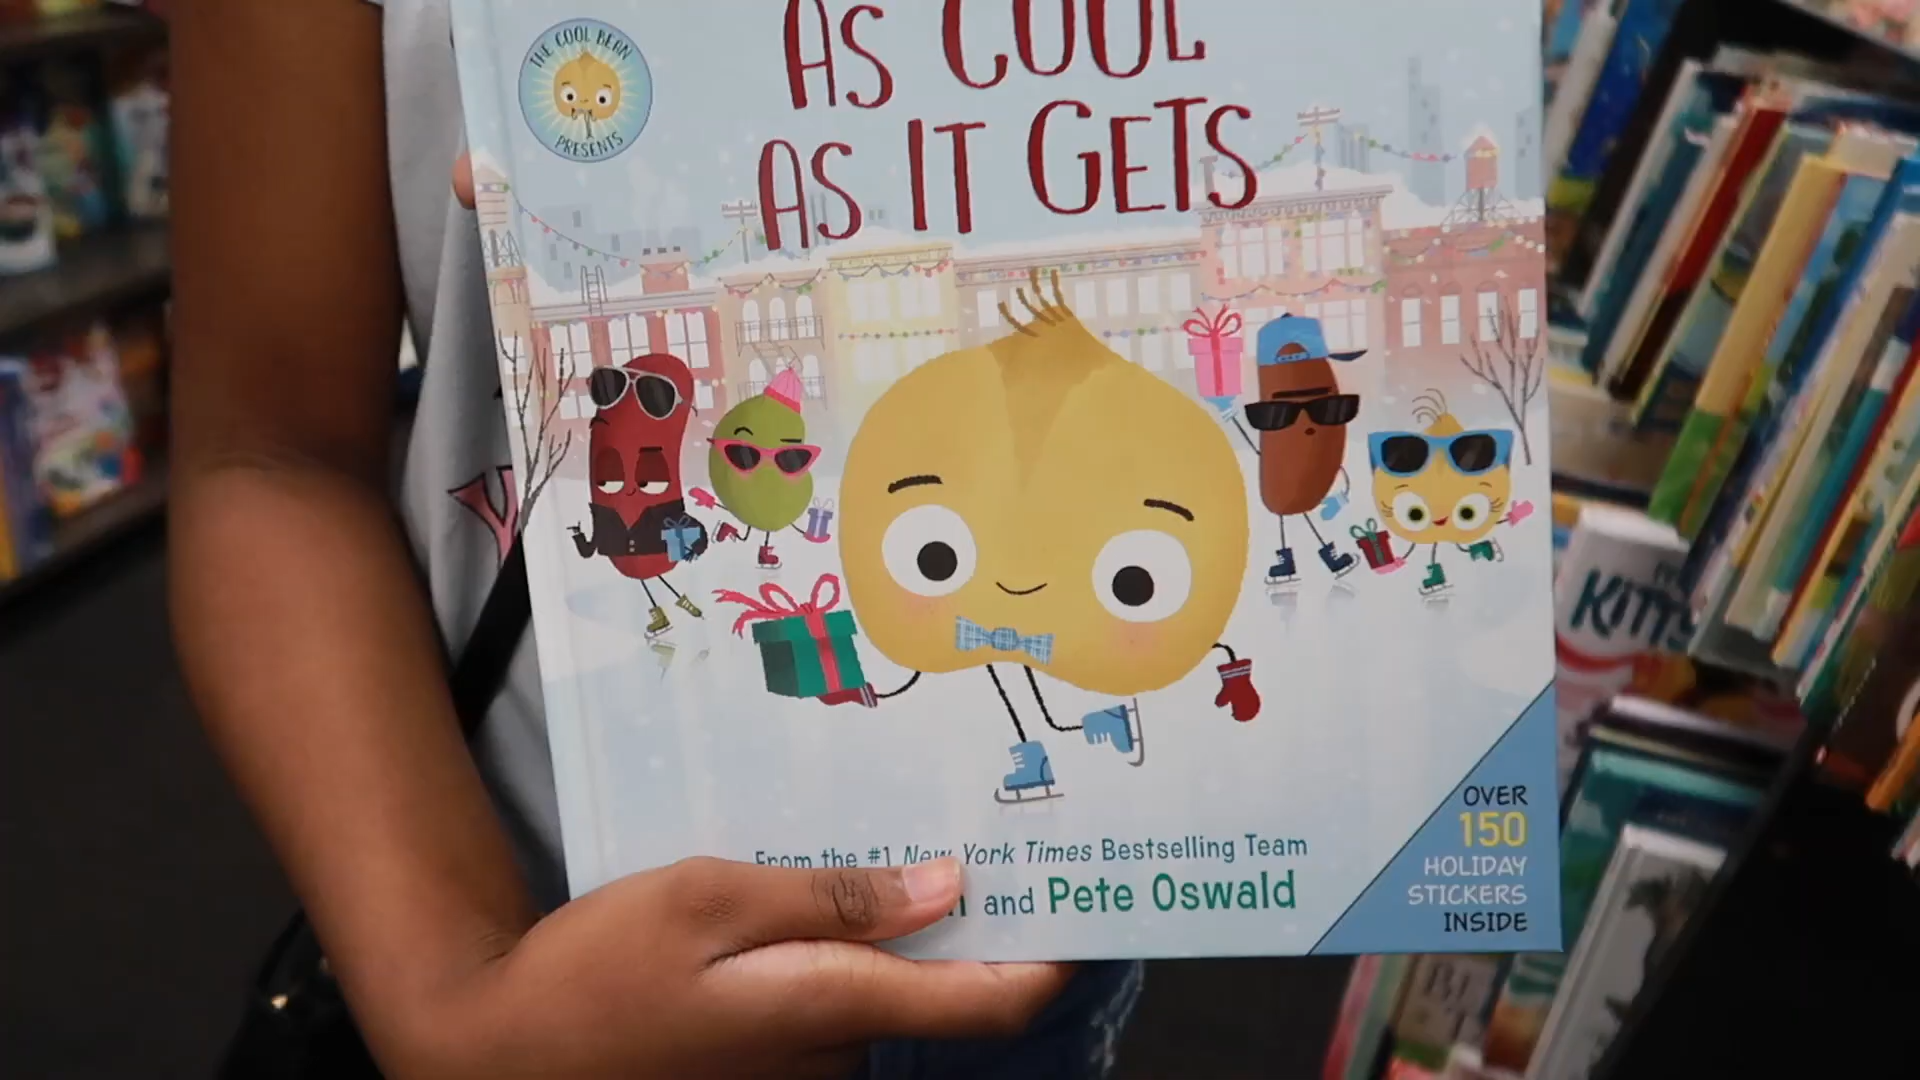 THE COOL BEAN
PRESENTS
AS COOL
AS IT GETS
From the #1 New York Times Bestselling Team
and Pete Oswald
OVER
150
HOLIDAY
STICKERS
INSIDE
KITTY